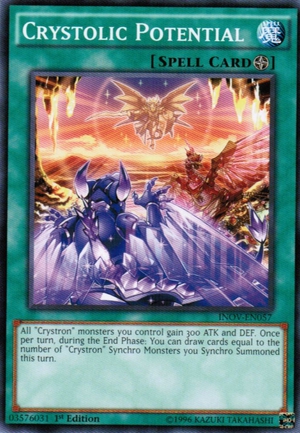 CRYSTOLIC POTENTIAL
[SPELL CARD]
INOV-EN057
All "Crystron" monsters you control gain 300 ATK and DEF. Once
per turn, during the End Phase: You can draw cards equal to the
number of "Crystron" Synchro Monsters you Synchro Summoned
this turn.
03576031 1st Edition
©1996 KAZUKI TAKAHASHI